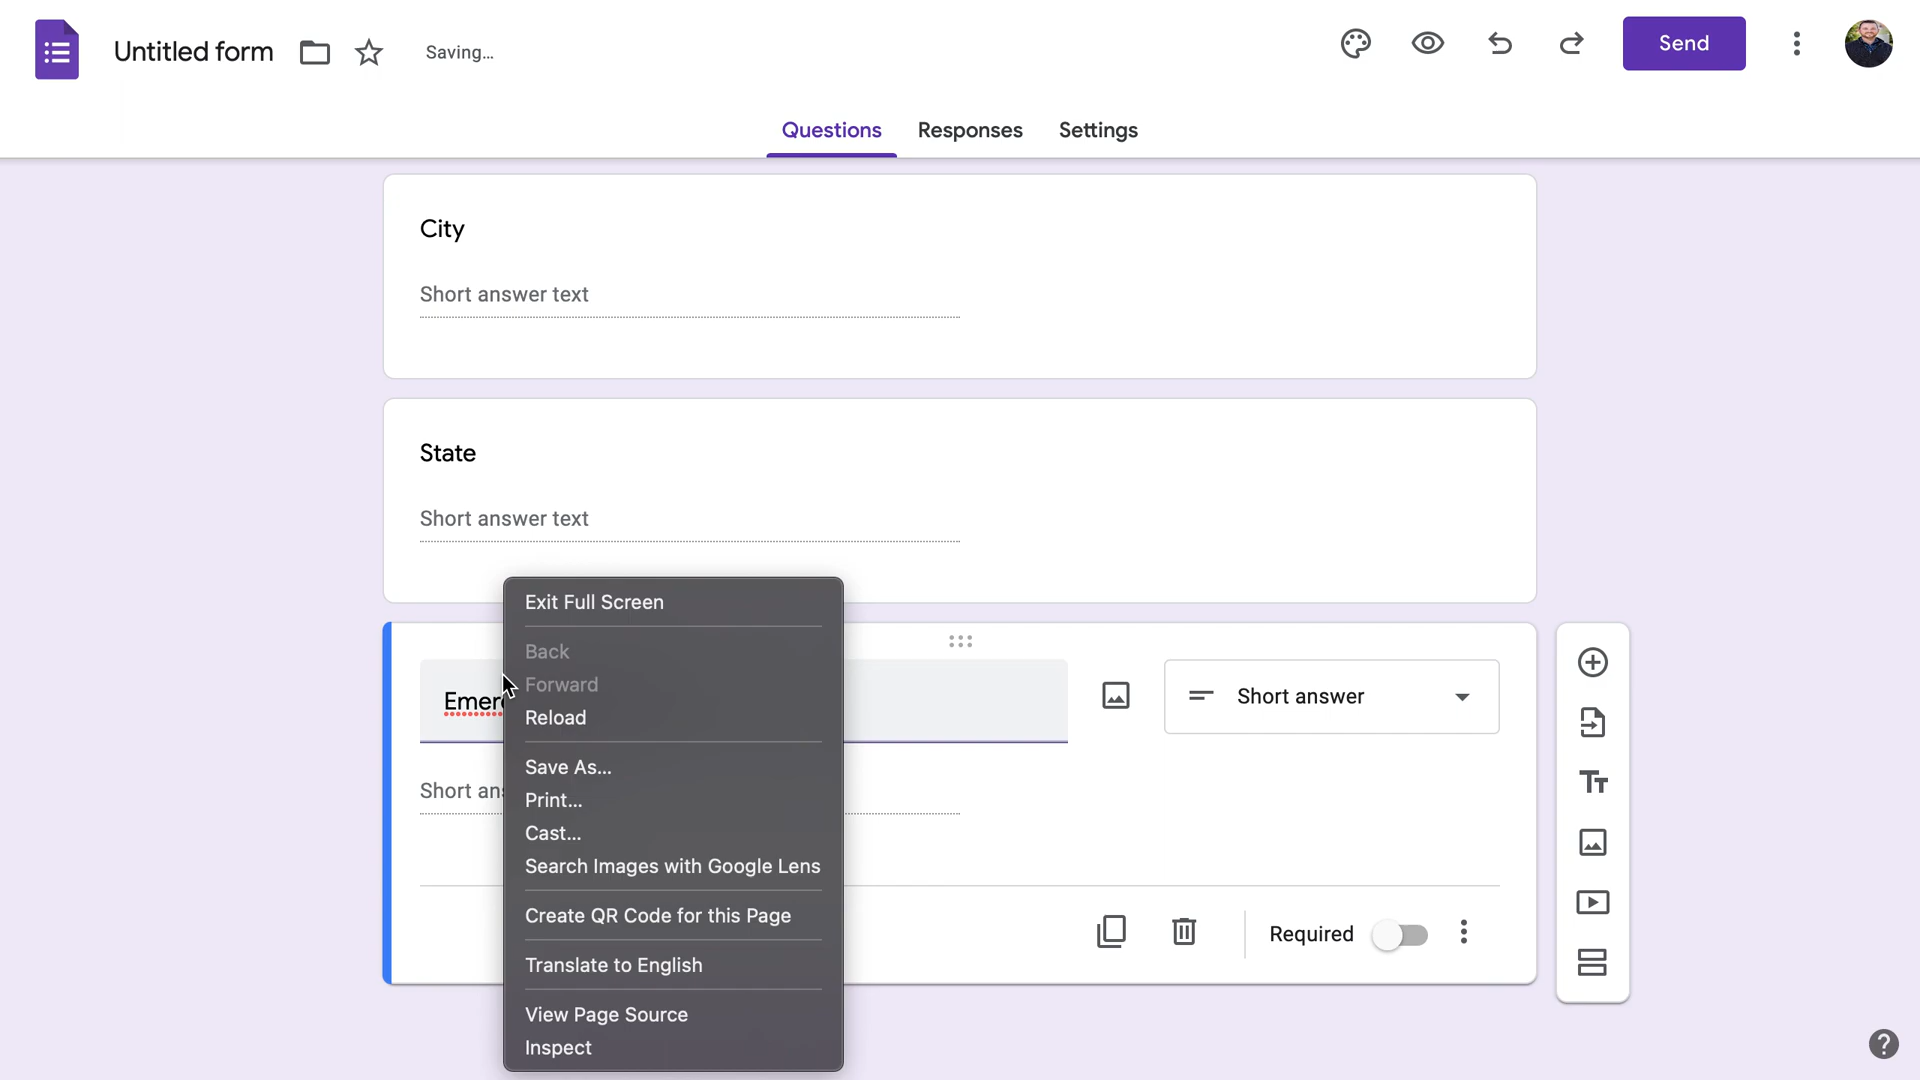 Untitled form
Saving...
Send
Questions Responses Settings
City
Short answer text
State
Short answer text
Exit Full Screen
Back
Forward
Reload
Save As...
Print...
Cast...
Search Images with Google Lens
Create QR Code for this Page
Translate to English
View Page Source
Inspect
Short answer
Short
Required